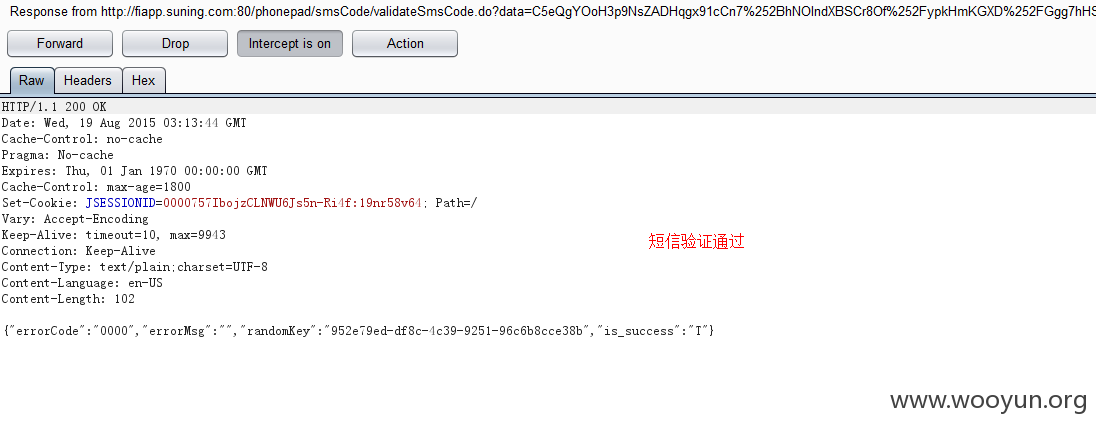 Response from http://fiapp.suning.com:80/phonepad/smsCode/validateSmsCode.do?data=C5eQgYOoH3p9NsZADHqgx91cCn7%252BhNOlndXBSCr8Of%252FypkHmKGXD%252FGgg7hHS
Forward Drop Intercept is on Action
Raw Headers Hex
HTTP/1.1 200 OK
Date: Wed, 19 Aug 2015 03:13:44 GMT
Cache-Control: no-cache
Pragma: No-cache
Expires: Thu, 01 Jan 1970 00:00:00 GMT
Cache-Control: max-age=1800
Set-Cookie: JSESSIONID=0000757IbojzCLNWU6Js5n-Ri4f:19nr58v64; Path=/
Vary: Accept-Encoding
Keep-Alive: timeout=10, max=9943
短信验证通过
Connection: Keep-Alive
Content-Type: text/plain;charset=UTF-8
Content-Language: en-US
Content-Length: 102
{"errorCode":"0000","errorMsg":"","randomKey":"952e79ed-df8c-4c39-9251-96c6b8cce38b","is_success":"T"}
www.wooyun.org